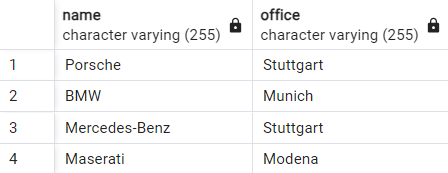 name office
character varying (255) character varying (255)
1 Porsche Stuttgart
2 BMW Munich
3 Mercedes-Benz Stuttgart
4 Maserati Modena